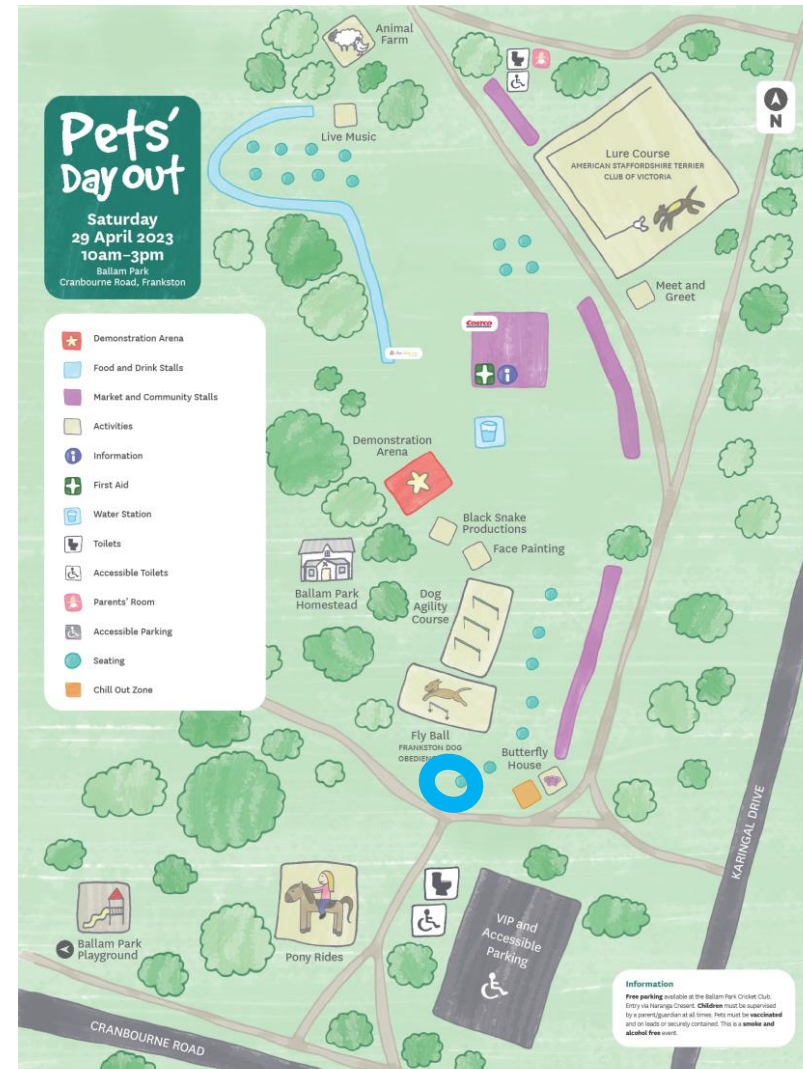 Animal
Farm
Live Music
N
Pets'
Day out
Saturday
29 April 2023
10am–3pm
Ballam Park
Cranbourne Road, Frankston
Lure Course
AMERICAN STAFFORDSHIRE TERRIER
CLUB OF VICTORIA
Meet and
Greet
Costco
Demonstration Arena
Food and Drink Stalls
Market and Community Stalls
Activities
Information
First Aid
Water Station
Toilets
Accessible Toilets
Parents' Room
Accessible Parking
Seating
Chill Out Zone
Demonstration
Arena
Black Snake
Productions
Face Painting
Ballam Park
Homestead
Dog
Agility
Course
Fly Ball
FRANKSTON DOG
Butterfly
House
KARINGAL DRIVE
VIP and
Accessible
Parking
Pony Rides
Ballam Park
Playground
CRANBOURNE ROAD
Information
Free parking available at the Ballam Park Cricket Club.
Entry via Naranga Cresent. Children must be supervised
by a parent/guardian at all times. Pets must be vaccinated
and on leads or securely contained. This is a smoke and
alcohol free event.